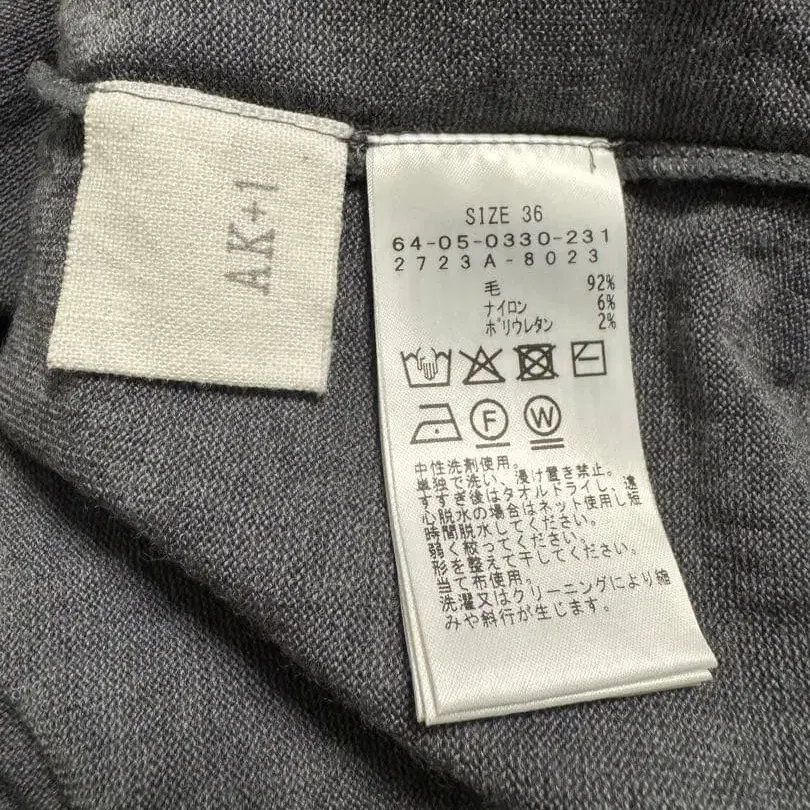 AK+1
SIZE 36
64-05-0330-231
2723A-8023
毛 92%
ナイロン 6%
ポリウレタン 2%
F W
中性洗剤使用。
単独で洗い、浸け置き禁止。
すすぎ後はタオルドライし、遠
心脱水の場合はネット使用し短
時間脱水してください。
弱く絞ってください。
形を整えて干してください。
当て布使用。
洗濯又はクリーニングにより縮
みや斜行が生じます。